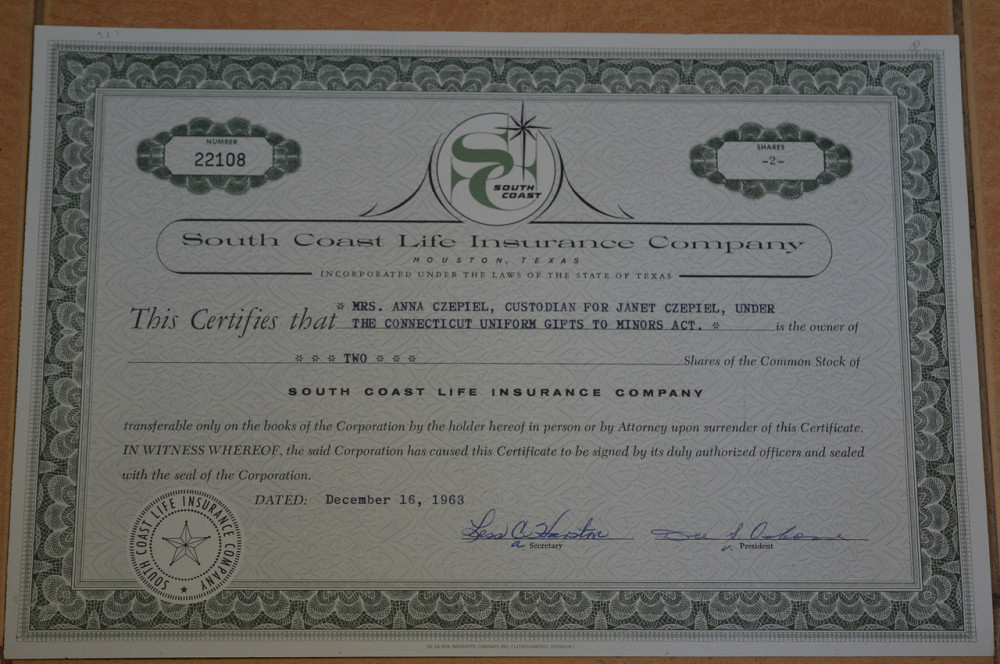 NUMBER
22108
SHARES
-2-
SC
SOUTH
COAST
South Coast Life Insurance Company
HOUSTON, TEXAS
INCORPORATED UNDER THE LAWS OF THE STATE OF TEXAS
This Certifies that * MRS. ANNA CZEPIEL, CUSTODIAN FOR JANET CZEPIEL, UNDER
THE CONNECTICUT UNIFORM GIFTS TO MINORS ACT. * is the owner of
* * * TWO * * * Shares of the Common Stock of
SOUTH COAST LIFE INSURANCE COMPANY
transferable only on the books of the Corporation by the holder hereof in person or by Attorney upon surrender of this Certificate.
IN WITNESS WHEREOF, the said Corporation has caused this Certificate to be signed by its duly authorized officers and sealed
with the seal of the Corporation.
DATED: December 16, 1963
a Secretary
v. President
SOUTH COAST LIFE INSURANCE COMPANY